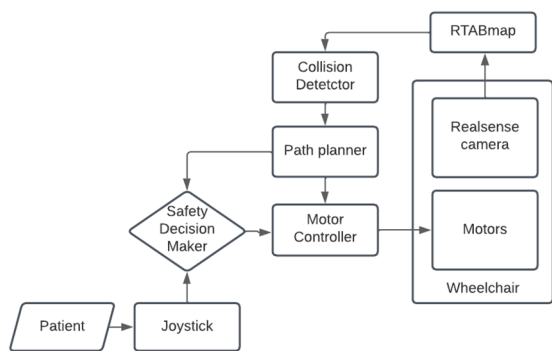 RTABmap
Collision
Detetctor
Realsense
camera
Path planner
Safety
Decision
Maker
Motor
Controller
Motors
Wheelchair
Patient
Joystick